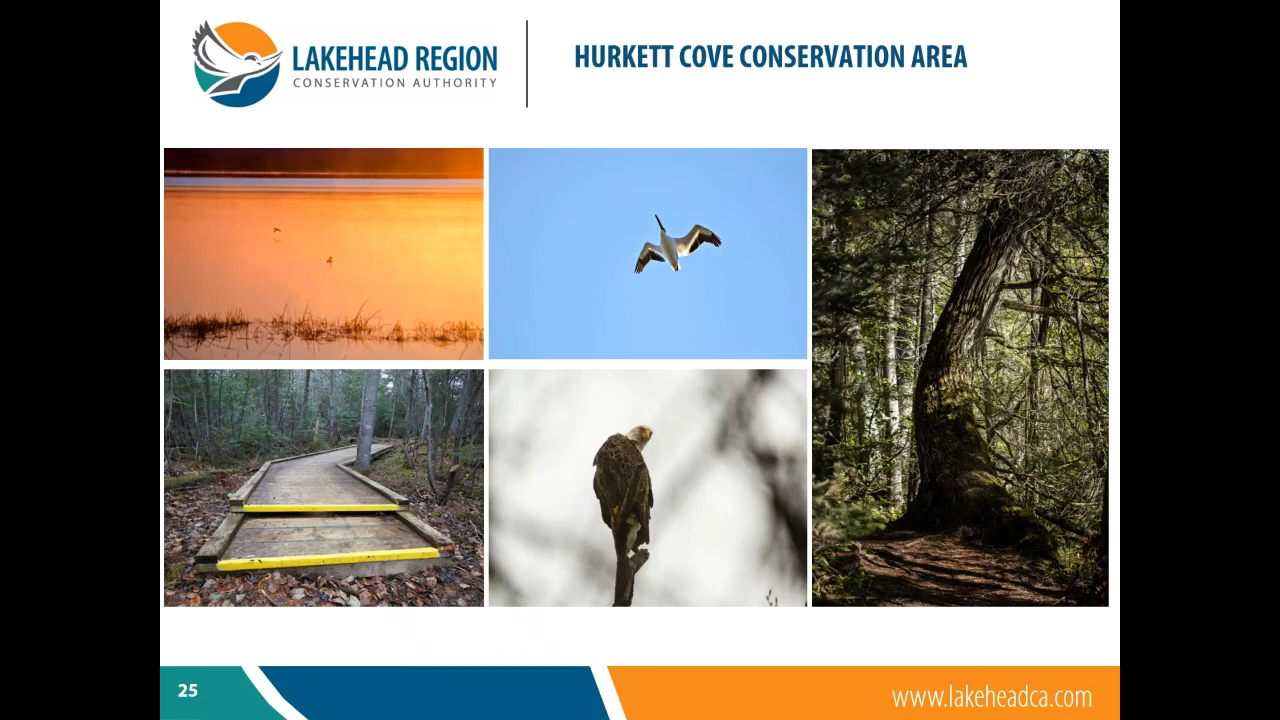 LAKEHEAD REGION
CONSERVATION AUTHORITY
HURKETT COVE CONSERVATION AREA
25
www.lakeheadca.com